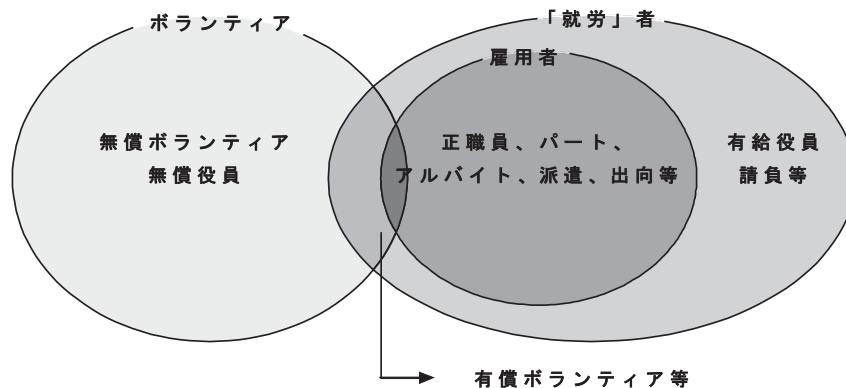 ボランティア
「就労」者
雇用者
無償ボランティア
無償役員
正職員、パート、
アルバイト、派遣、出向等
有給役員
請負等
有償ボランティア等